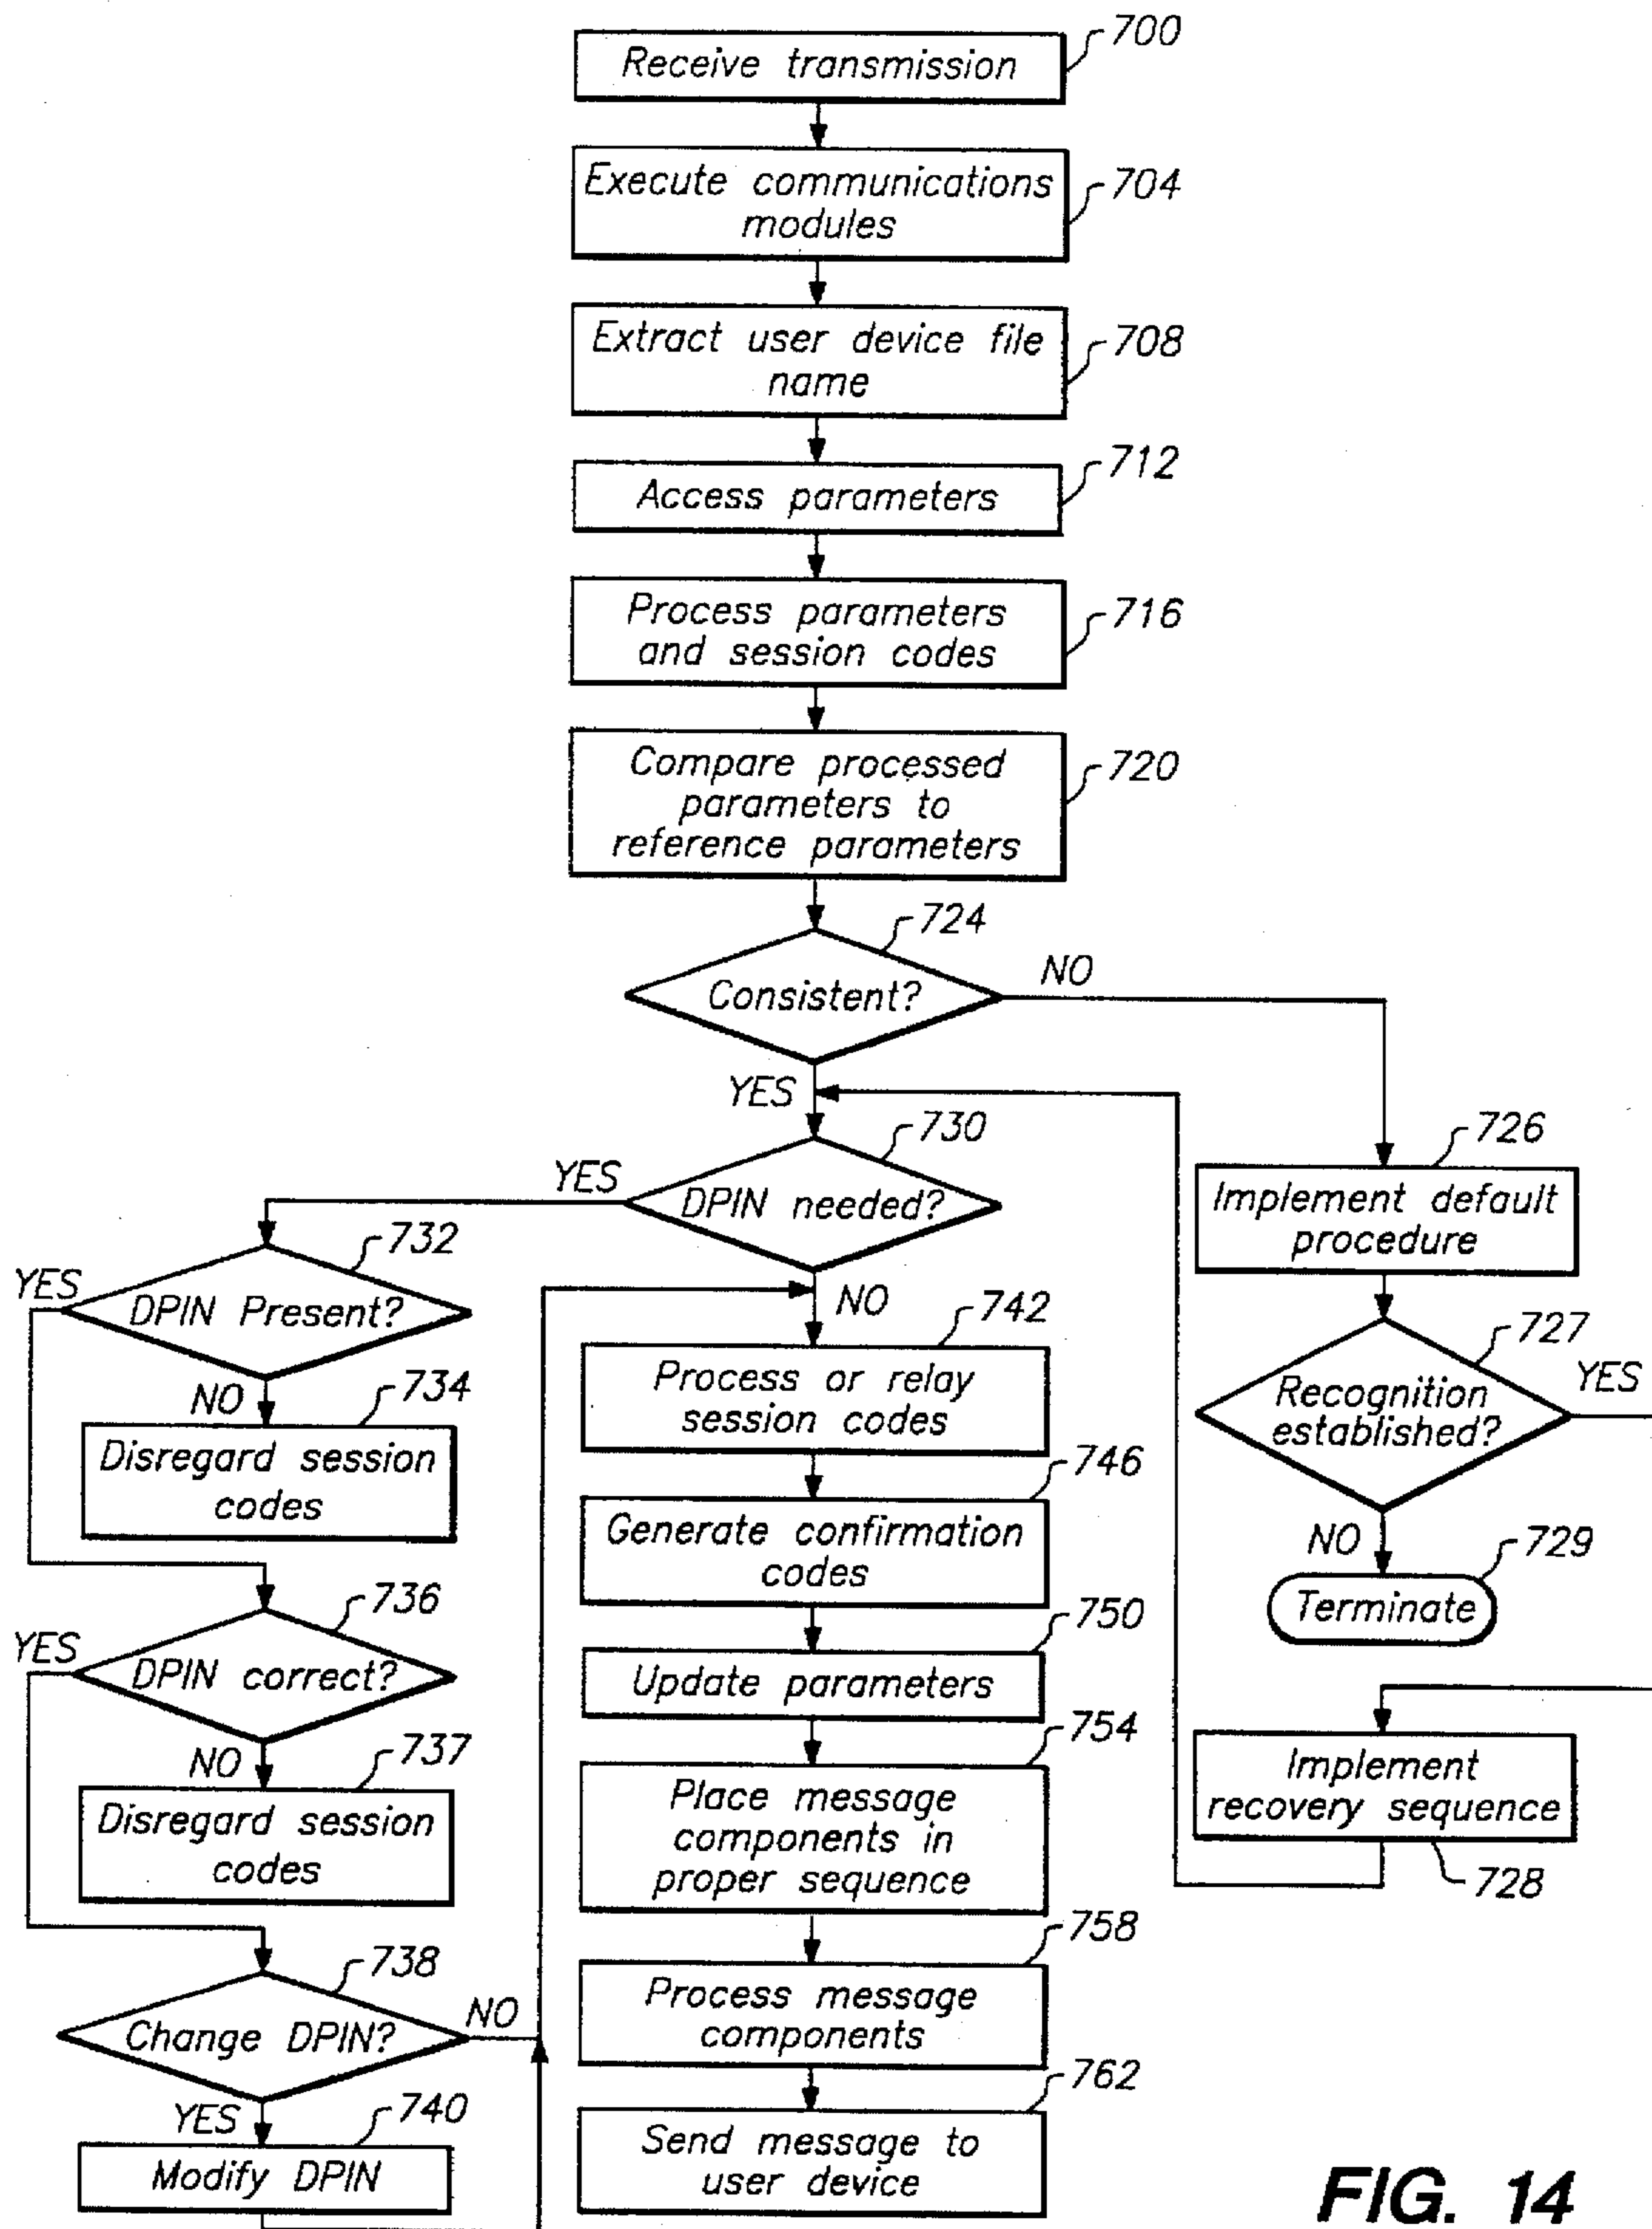 700
Receive transmission
704
Execute communications
modules
708
Extract user device file
name
712
Access parameters
716
Process parameters
and session codes
720
Compare processed
parameters to
reference parameters
724
Consistent?
NO
YES
730
DPIN needed?
YES
NO
726
Implement default
procedure
727
Recognition
established?
YES
NO
729
Terminate
Implement
recovery sequence
728
732
DPIN Present?
YES
NO
734
Disregard session
codes
736
DPIN correct?
YES
NO
737
Disregard session
codes
738
Change DPIN?
NO
YES
740
Modify DPIN
742
Process or relay
session codes
746
Generate confirmation
codes
750
Update parameters
754
Place message
components in
proper sequence
758
Process message
components
762
Send message to
user device
FIG. 14